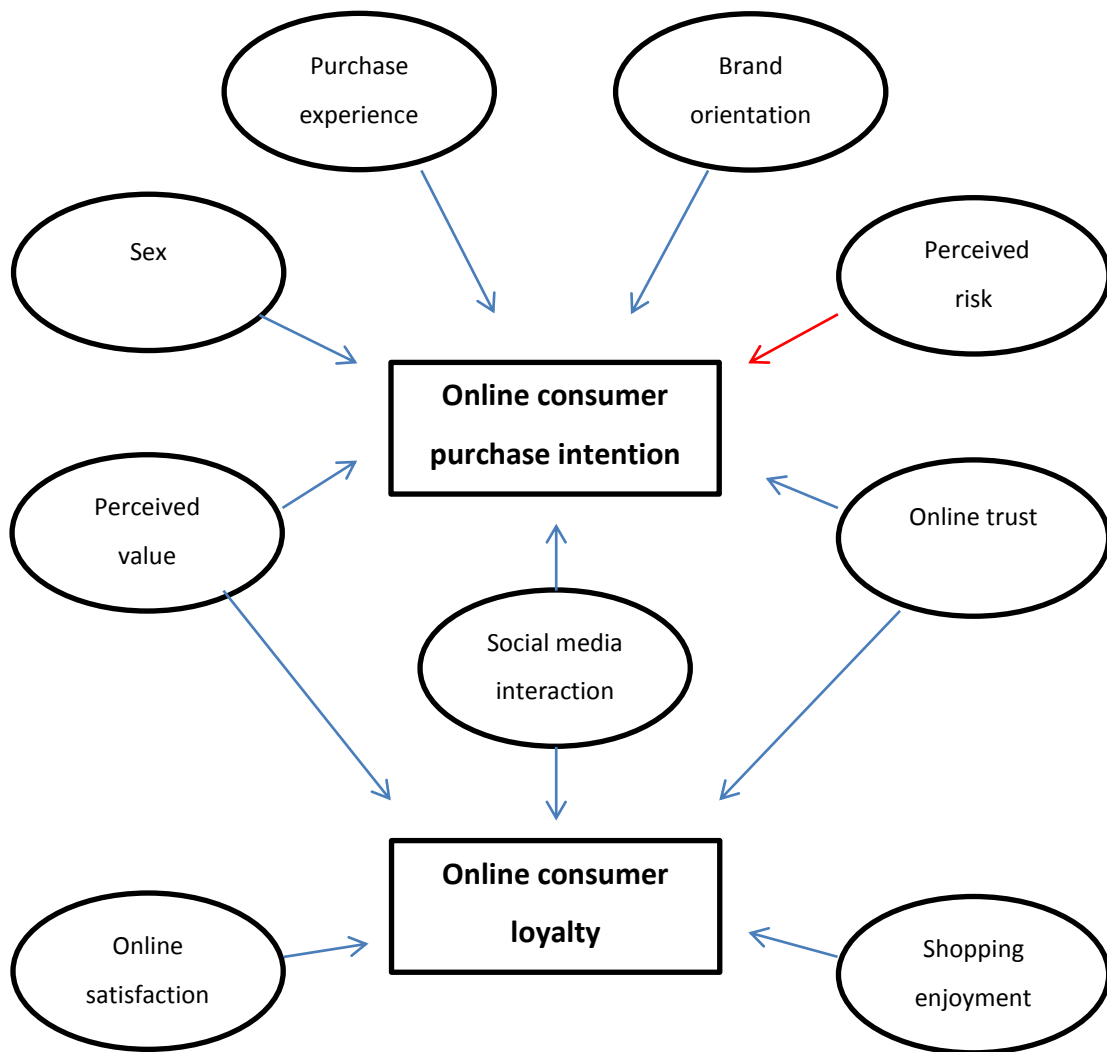 Purchase
experience
Brand
orientation
Sex
Perceived
risk
Online consumer
purchase intention
Perceived
value
Online trust
Social media
interaction
Online consumer
loyalty
Online
satisfaction
Shopping
enjoyment